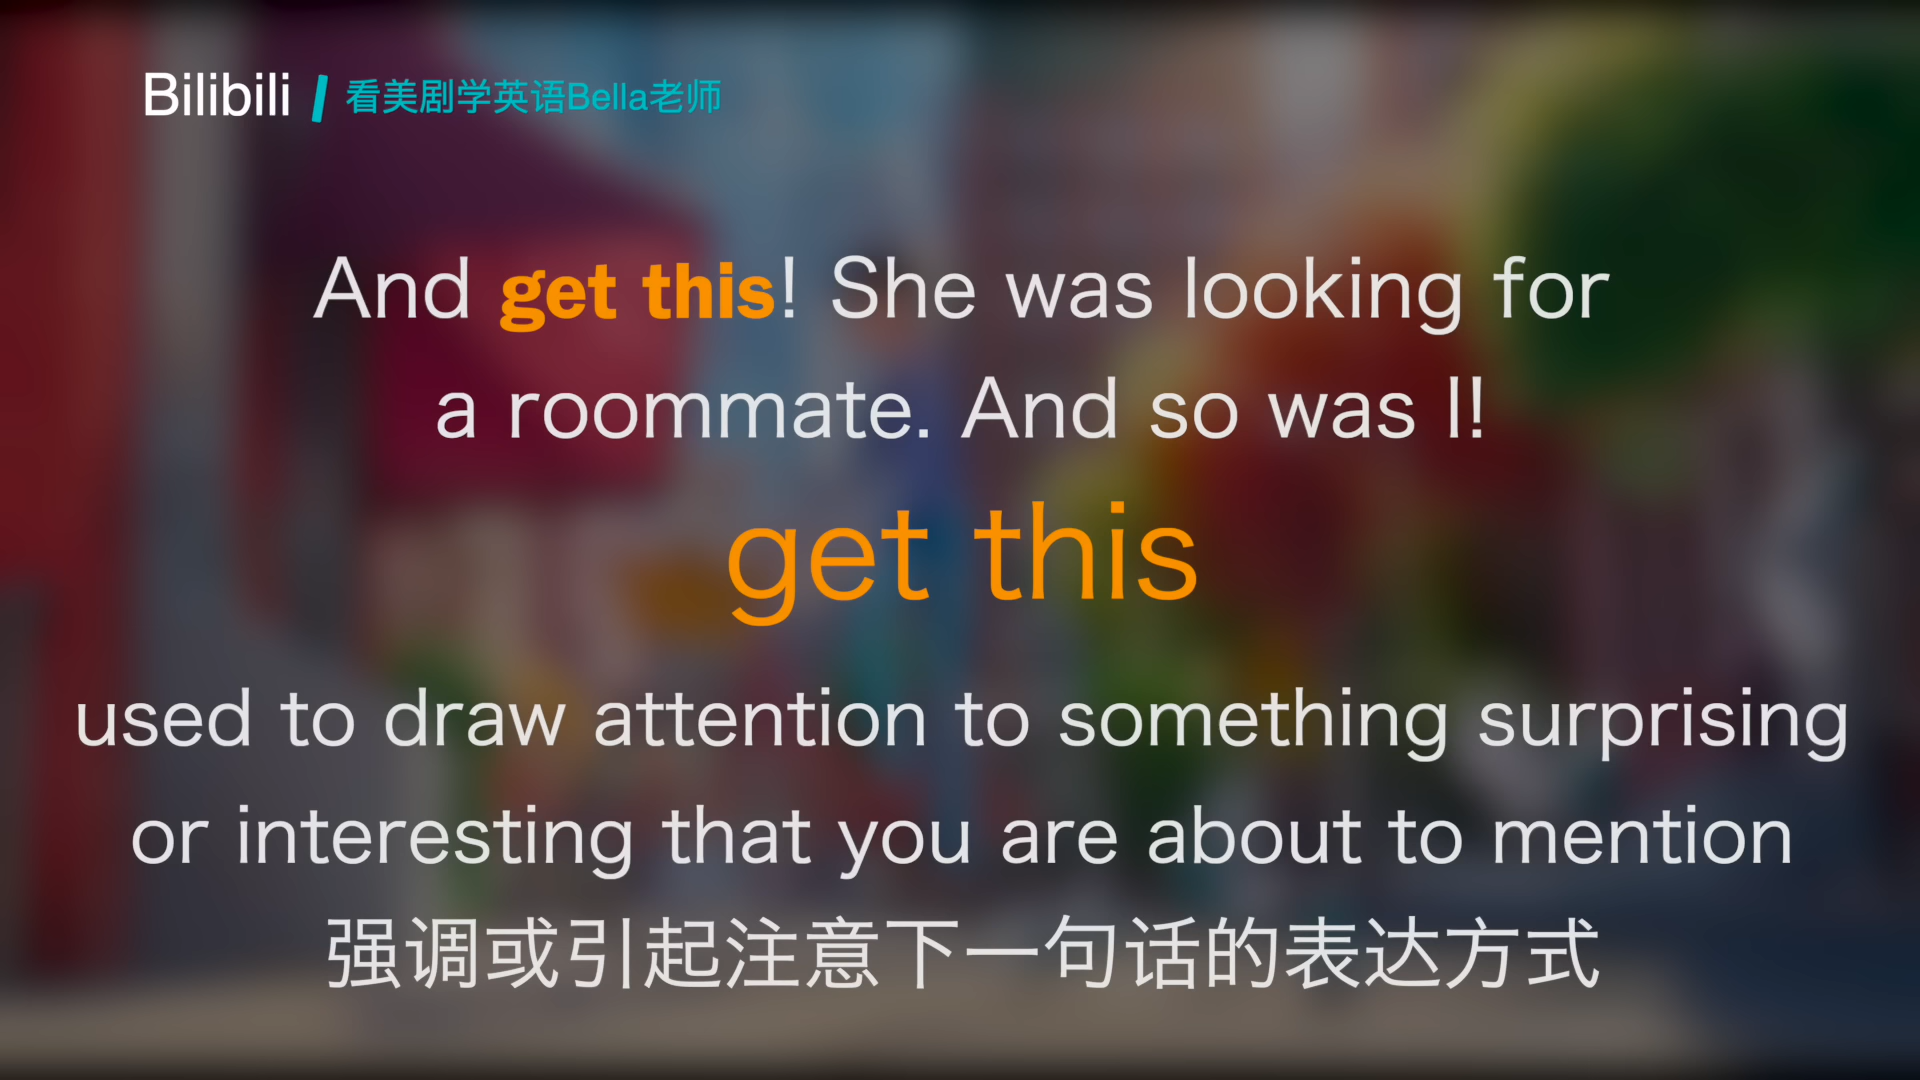 Bilibili / 看美剧学英语Bella老师
And get this! She was looking for
a roommate. And so was I!
get this
used to draw attention to something surprising
or interesting that you are about to mention
强调或引起注意下一句话的表达方式